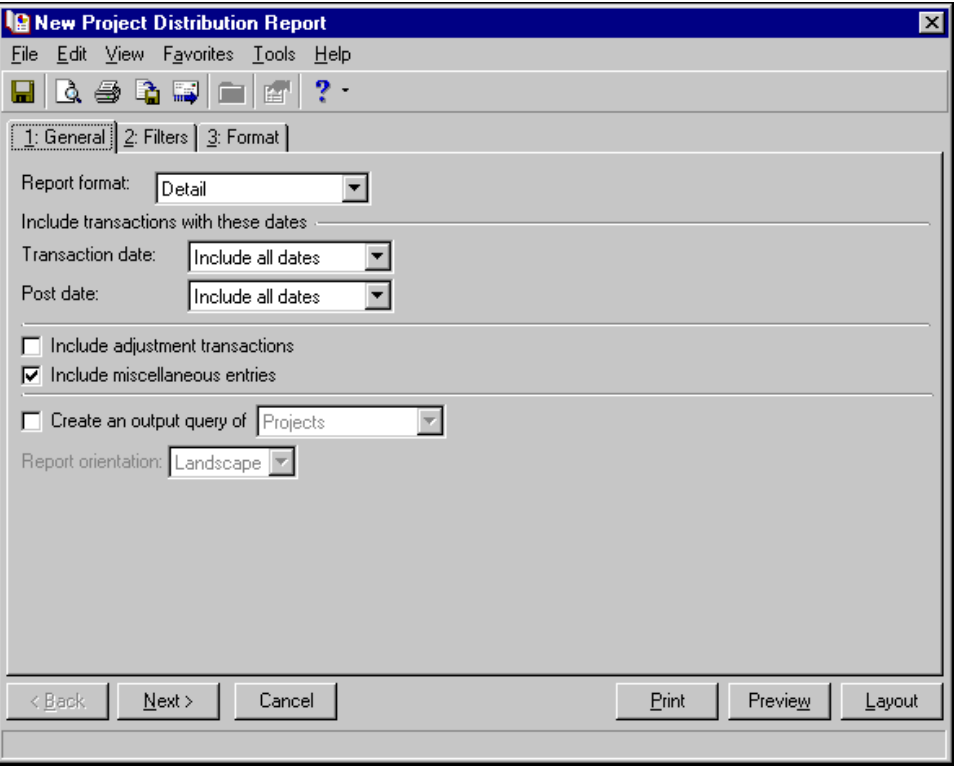 New Project Distribution Report
File Edit View Favorites Tools Help
?
1: General 2: Filters 3: Format
Report format: Detail
Include transactions with these dates
Transaction date: Include all dates
Post date: Include all dates
Include adjustment transactions
Include miscellaneous entries
Create an output query of Projects
Report orientation: Landscape
< Back Next > Cancel Print Preview Layout